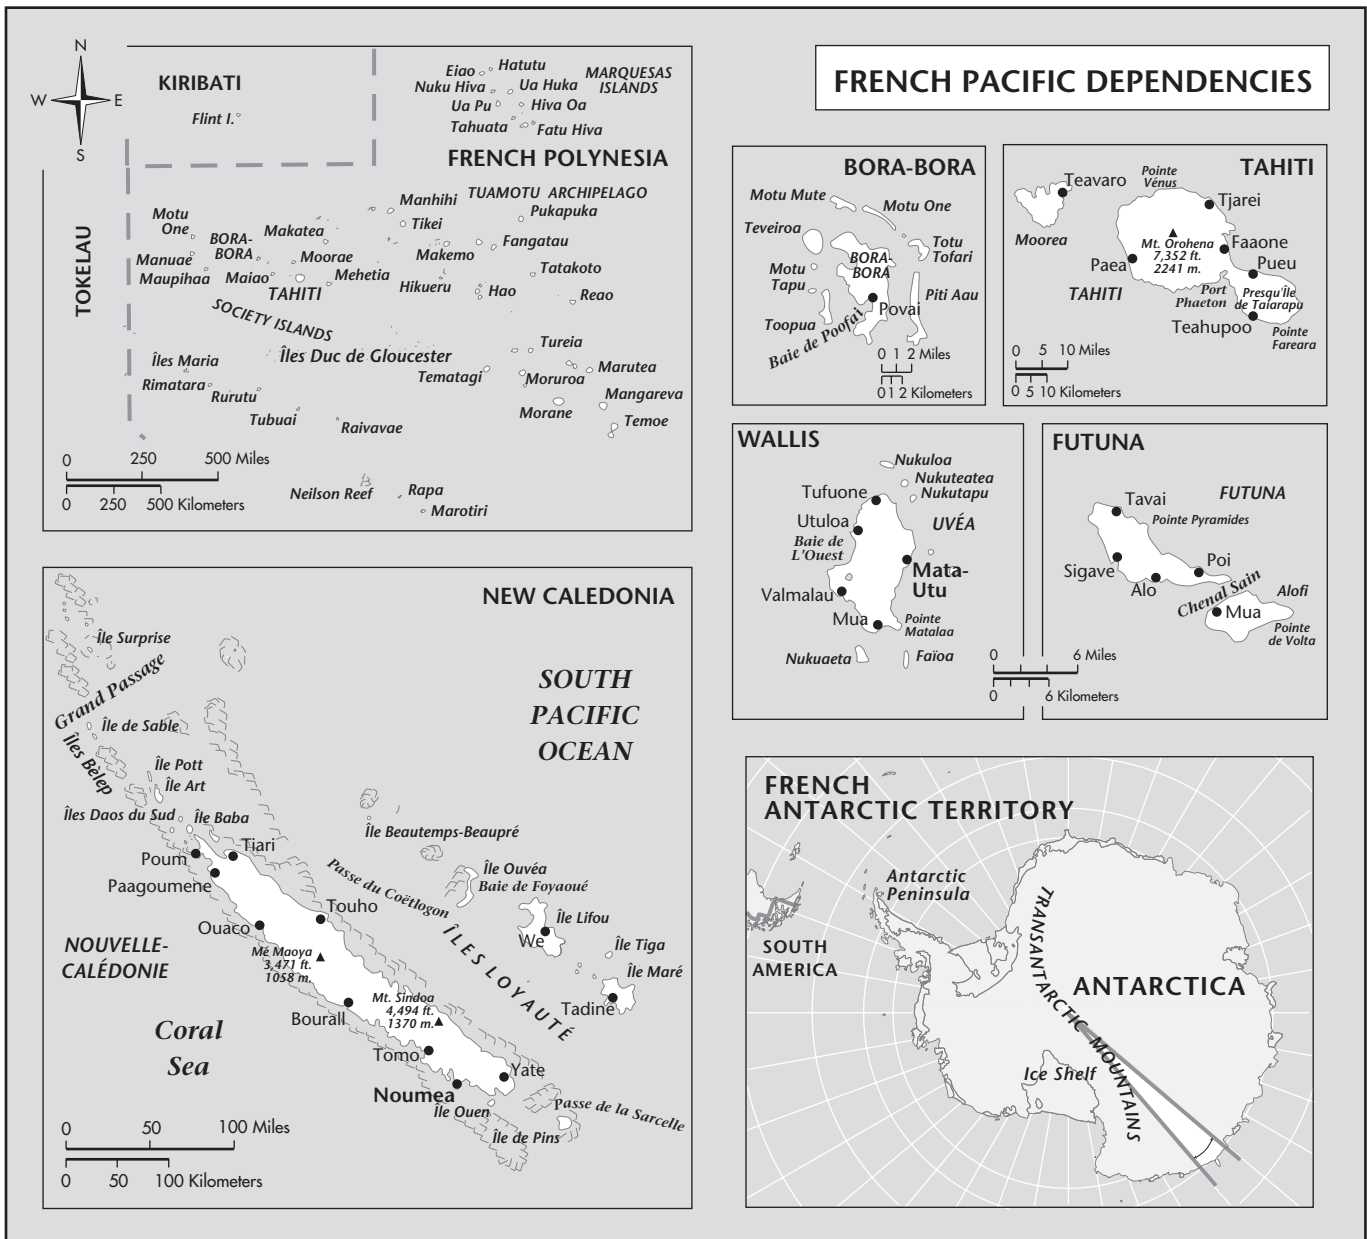 FRENCH PACIFIC DEPENDENCIES
N
W
E
S
KIRIBATI
Flint I.
TOKELAU
Eiao
Hatutu
Nuku Hiva
Ua Huka
MARQUESAS
ISLANDS
Ua Pu
Hiva Oa
Tahuata
Fatu Hiva
FRENCH POLYNESIA
TUAMOTU ARCHIPELAGO
Manhihi
Pukapuka
Tikei
Motu
One
BORA-
BORA
Makatea
Fangatau
Manuae
Moorae
Makemo
Maupihaa
Maiao
Mehetia
Tatakoto
TAHITI
Hikueru
Hao
Reao
SOCIETY ISLANDS
Îles Duc de Gloucester
Tureia
Îles Maria
Tematagi
Marutea
Rimatara
Moruroa
Rurutu
Mangareva
Morane
Tubuai
Raivavae
Temoe
0 250 500 Miles
0 250 500 Kilometers
Neilson Reef
Rapa
Marotiri
BORA-BORA
Motu Mute
Motu One
Teveiroa
Totu
Tofari
BORA-
BORA
Motu
Tapu
Piti Aau
Povai
Toopua
Baie de Poofai
0 1 2 Miles
0 1 2 Kilometers
TAHITI
Teavaro
Pointe
Vénus
Tjarei
Moorea
Mt. Orohena
7,352 ft.
2241 m.
Faaone
Paea
Pueu
TAHITI
Port
Phaeton
Presqu'Île
de Taiarapu
Teahupoo
Pointe
Fareara
0 5 10 Miles
0 5 10 Kilometers
WALLIS
Nukuloa
Nukuteatea
Nukutapu
Tufuone
Utuloa
UVÉA
Baie de
L'Ouest
Mata-
Utu
Valmalau
Mua
Pointe
Matalaa
Nukuaeta
Faïoa
0 6 Miles
0 6 Kilometers
FUTUNA
Tavai
FUTUNA
Pointe Pyramides
Sigave
Poi
Alo
Chenal Sain
Alofi
Mua
Pointe
de Volta
NEW CALEDONIA
Île Surprise
Grand Passage
SOUTH
PACIFIC
OCEAN
Île de Sable
Îles Bèlep
Île Pott
Île Art
Îles Daos du Sud
Île Baba
Île Beautemps-Beaupré
Tiari
Poum
Paagoumene
Passe du Coëtlogon
Île Ouvéa
Baie de Foyaoué
Touho
Île Lifou
Ouaco
We
ÎLES LOYAUTÉ
Île Tiga
NOUVELLE-
CALÉDONIE
Mé Maoya
3,471 ft.
1058 m.
Île Maré
Mt. Sindoa
4,494 ft.
1370 m.
Tadine
Bourall
Coral
Sea
Tomo
Yate
Noumea
Île Ouen
Passe de la Sarcelle
Île de Pins
0 50 100 Miles
0 50 100 Kilometers
FRENCH
ANTARCTIC TERRITORY
Antarctic
Peninsula
SOUTH
AMERICA
TRANSANTARCTIC MOUNTAINS
ANTARCTICA
Ice Shelf